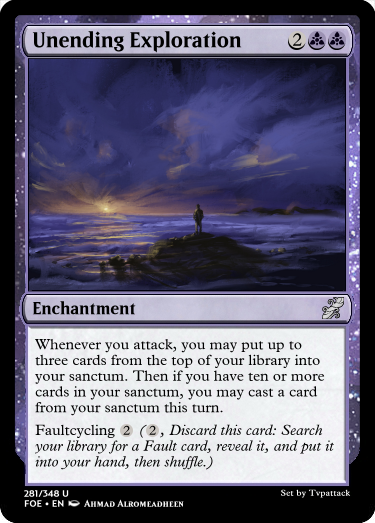 Unending Exploration 2
Enchantment
Whenever you attack, you may put up
to three cards from the top of your library into
your sanctum. Then if you have ten or more
cards in your sanctum, you may cast a card
from your sanctum this turn.
Faultcycling 2 (2, Discard this card: Search
your library for a Fault card, reveal it, and put it
into your hand, then shuffle.)
281/348 U
FOE • EN Ahmad Alromeadheen
Set by Tvpattack